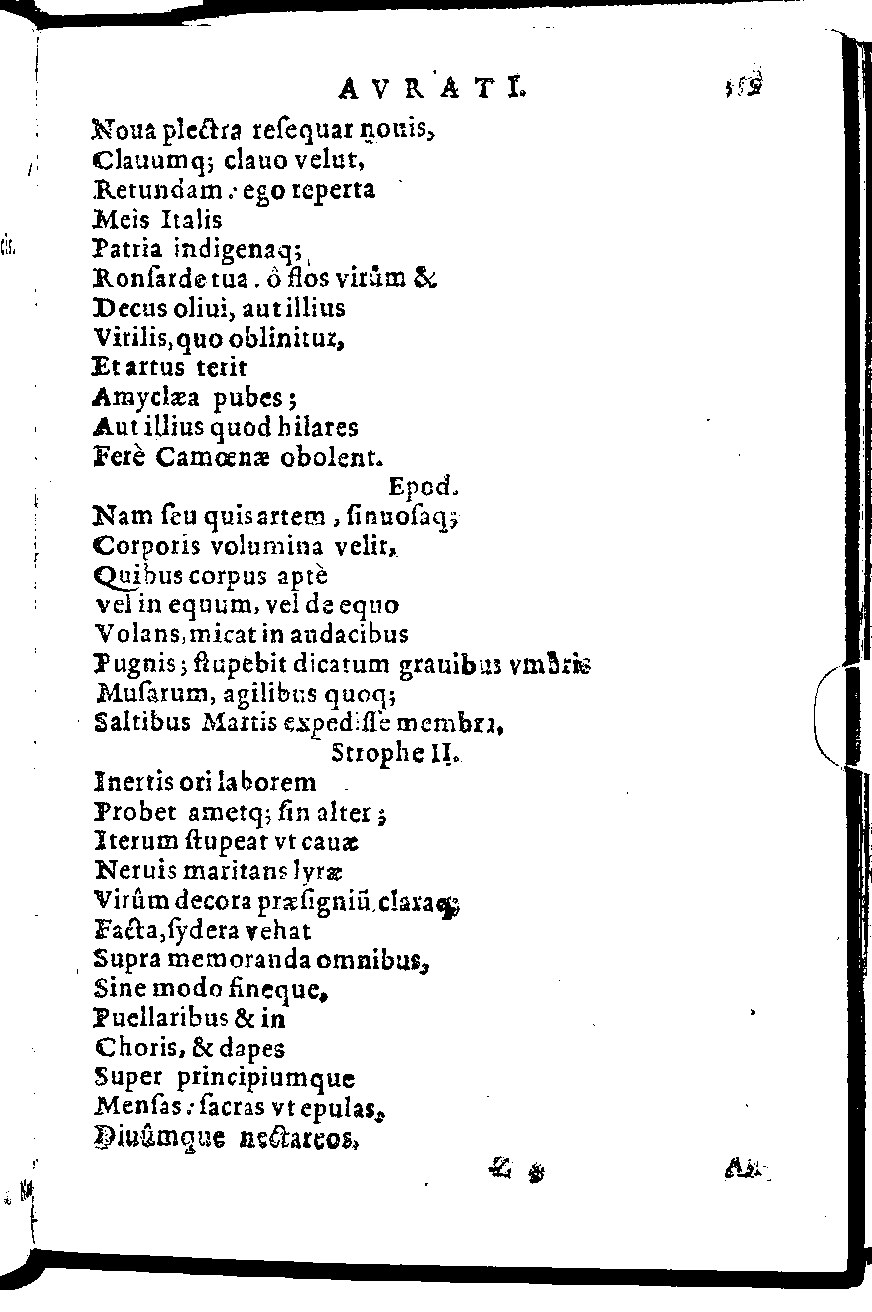 AVRATI.
Noua plectra reſequar nouis,
Clauumq; clauo velut,
Retundam: ego reperta
Meis Italis
Patria indigenaq;
Ronſarde tua. ô flos virûm &
Decus oliui, aut illius
Virilis, quo oblinitur,
Et artus terit
Amyclæa pubes;
Aut illius quod hilares
Ferè Camœnæ obolent.
Epod.
Nam ſeu quis artem, ſinuoſaq;
Corporis volumina velit,
Quibus corpus aptè
vel in equum, vel de equo
Volans, micat in audacibus
Pugnis; ſtupebit dicatum grauibus vmbris
Muſarum, agilibus quoq;
Saltibus Martis expediſſe membra,
Strophe II.
Inertis ori laborem
Probet ametq; ſin alter;
Iterum ſtupeat vt cauæ
Neruis maritans lyræ
Virûm decora præſigniũ, claraq;
Facta, ſydera vehat
Supra memoranda omnibus,
Sine modo fineque,
Puellaribus & in
Choris, & dapes
Super principiumque
Menſas: ſacras vt epulas,
Diuûmque nectareos,